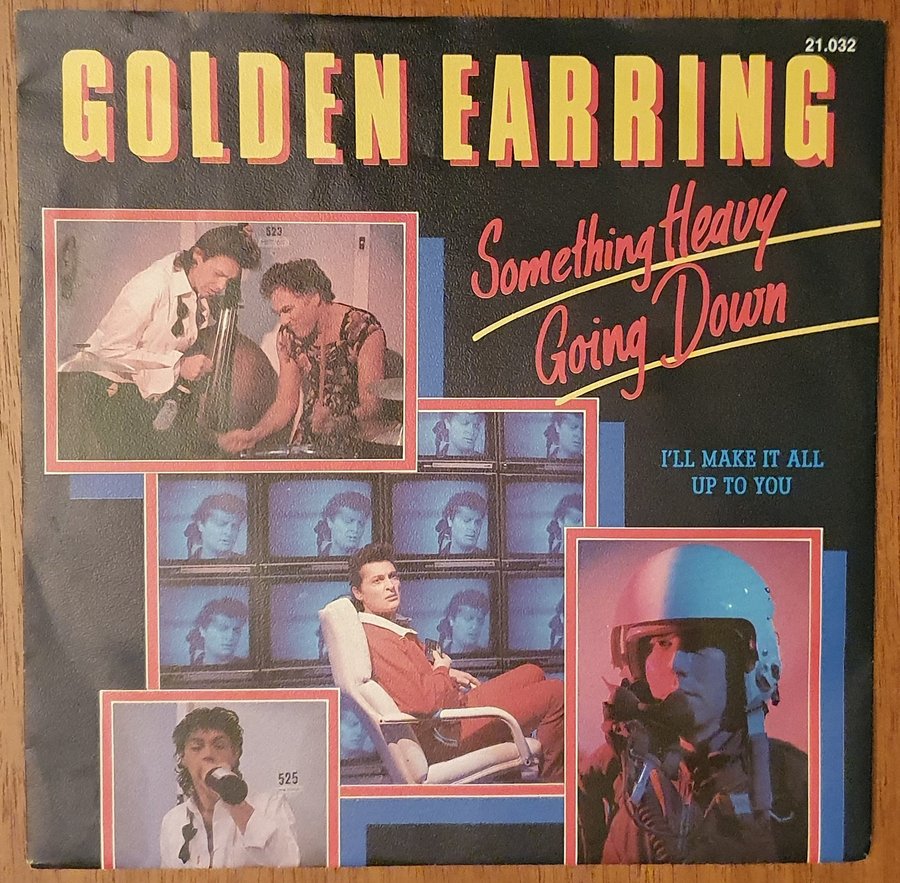 21.032
GOLDEN EARRING
Something Heavy
Going Down
I'LL MAKE IT ALL
UP TO YOU
523
525